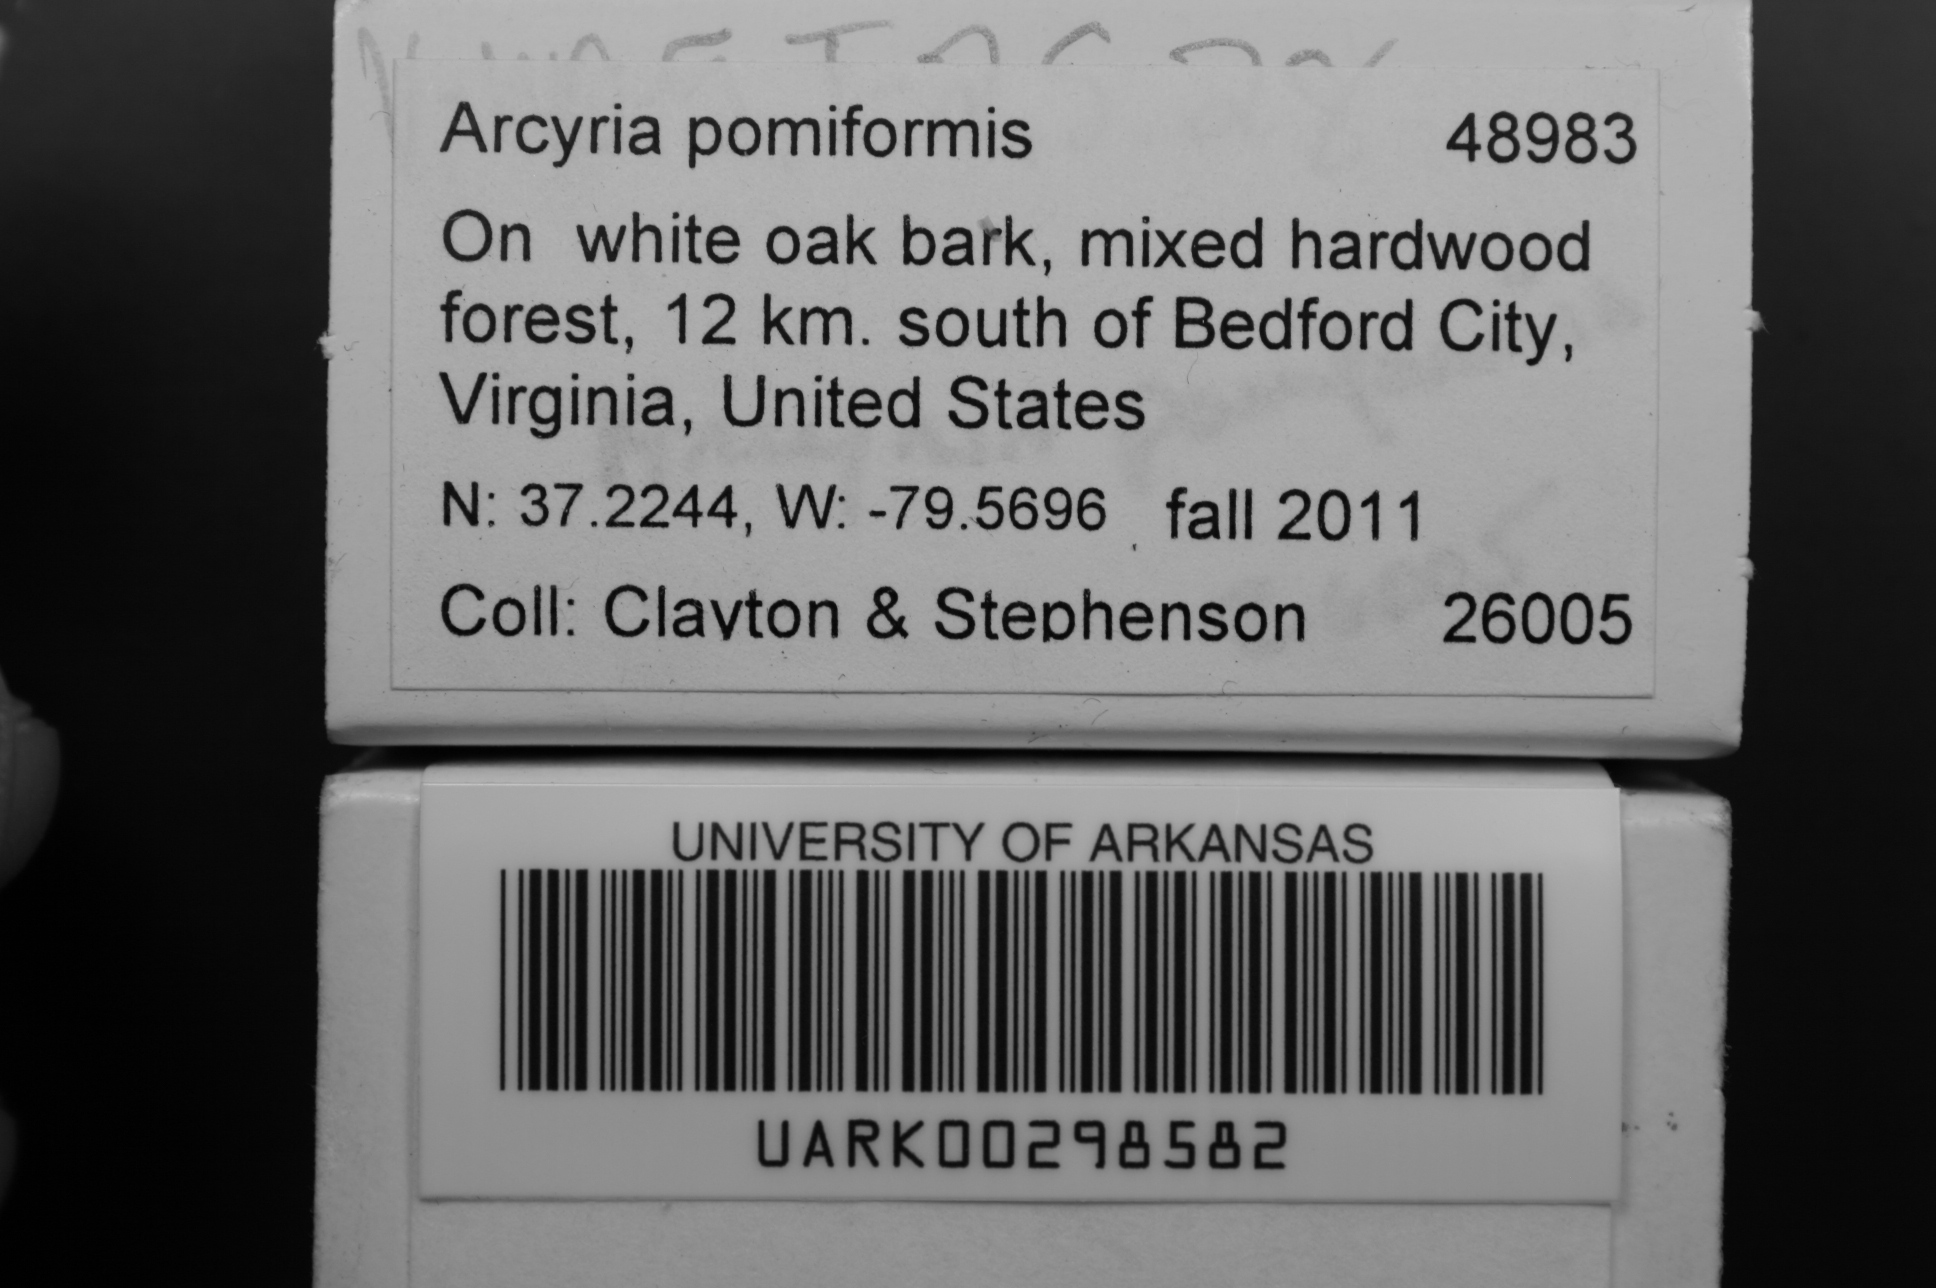 Arcyria pomiformis 48983
On white oak bark, mixed hardwood
forest, 12 km. south of Bedford City,
Virginia, United States
N: 37.2244, W: -79.5696 fall 2011
Coll: Clayton & Stephenson 26005
UNIVERSITY OF ARKANSAS
UARK00298582